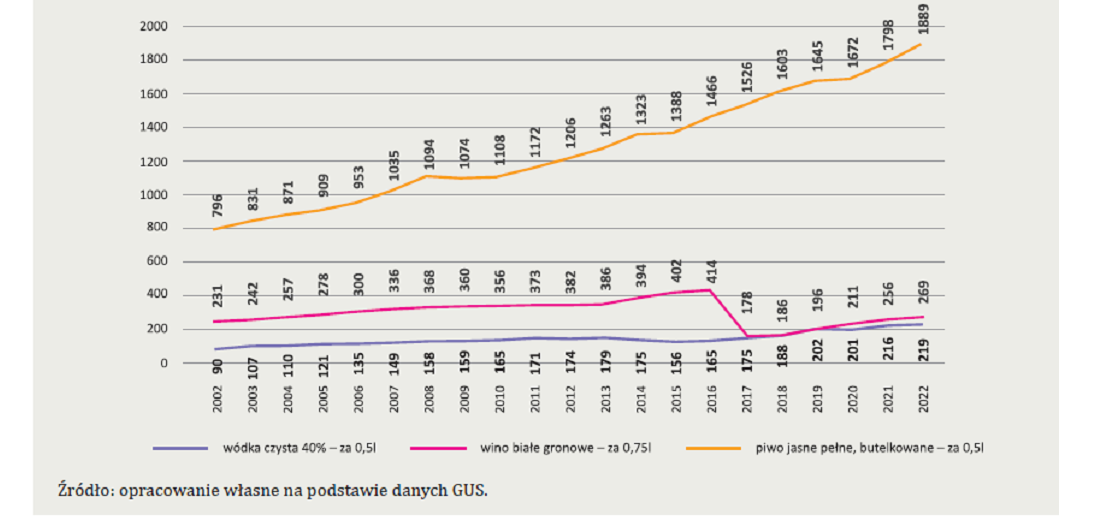 2000
1800
1600
1400
1200
1000
800
600
400
200
0
796 831 871 909 953 1035 1094 1074 1108 1172 1206 1263 1323 1388 1466 1526 1603 1645 1672 1798 1889
231 242 257 278 300 336 368 360 356 373 382 386 394 402 414 178 186 196 211 256 269
90 107 110 121 135 149 158 159 165 171 174 179 175 156 165 175 188 202 201 216 219
2002 2003 2004 2005 2006 2007 2008 2009 2010 2011 2012 2013 2014 2015 2016 2017 2018 2019 2020 2021 2022
wódka czysta 40% – za 0,5l wino białe gronowe – za 0,75l piwo jasne pełne, butelkowane – za 0,5l
Źródło: opracowanie własne na podstawie danych GUS.